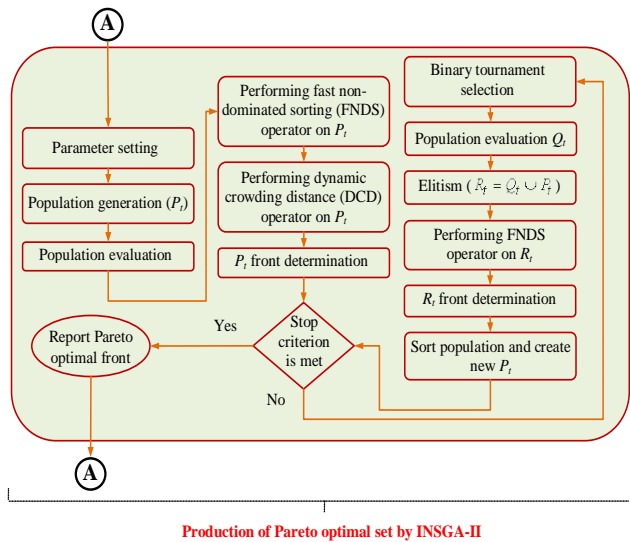 A
Parameter setting
Population generation (Pt)
Population evaluation
Performing fast non-
dominated sorting (FNDS)
operator on Pt
Performing dynamic
crowding distance (DCD)
operator on Pt
Pt front determination
Stop
criterion
is met
Yes
No
Report Pareto
optimal front
A
Binary tournament
selection
Population evaluation Qt
Elitism ( Rt = Qt ∪ Pt )
Performing FNDS
operator on Rt
Rt front determination
Sort population and create
new Pt
Production of Pareto optimal set by INSGA-II